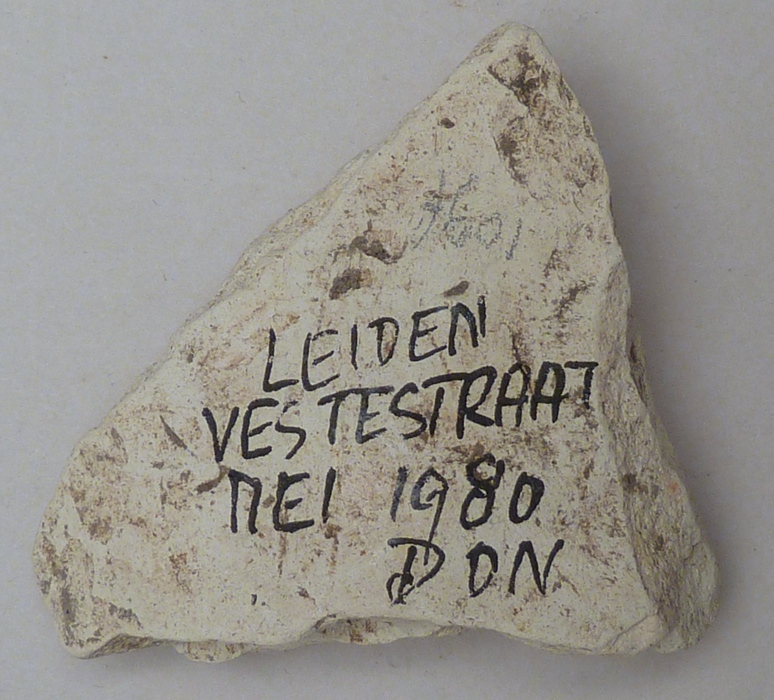 LEIDEN
VESTESTRAAT
MEI 1980
DON